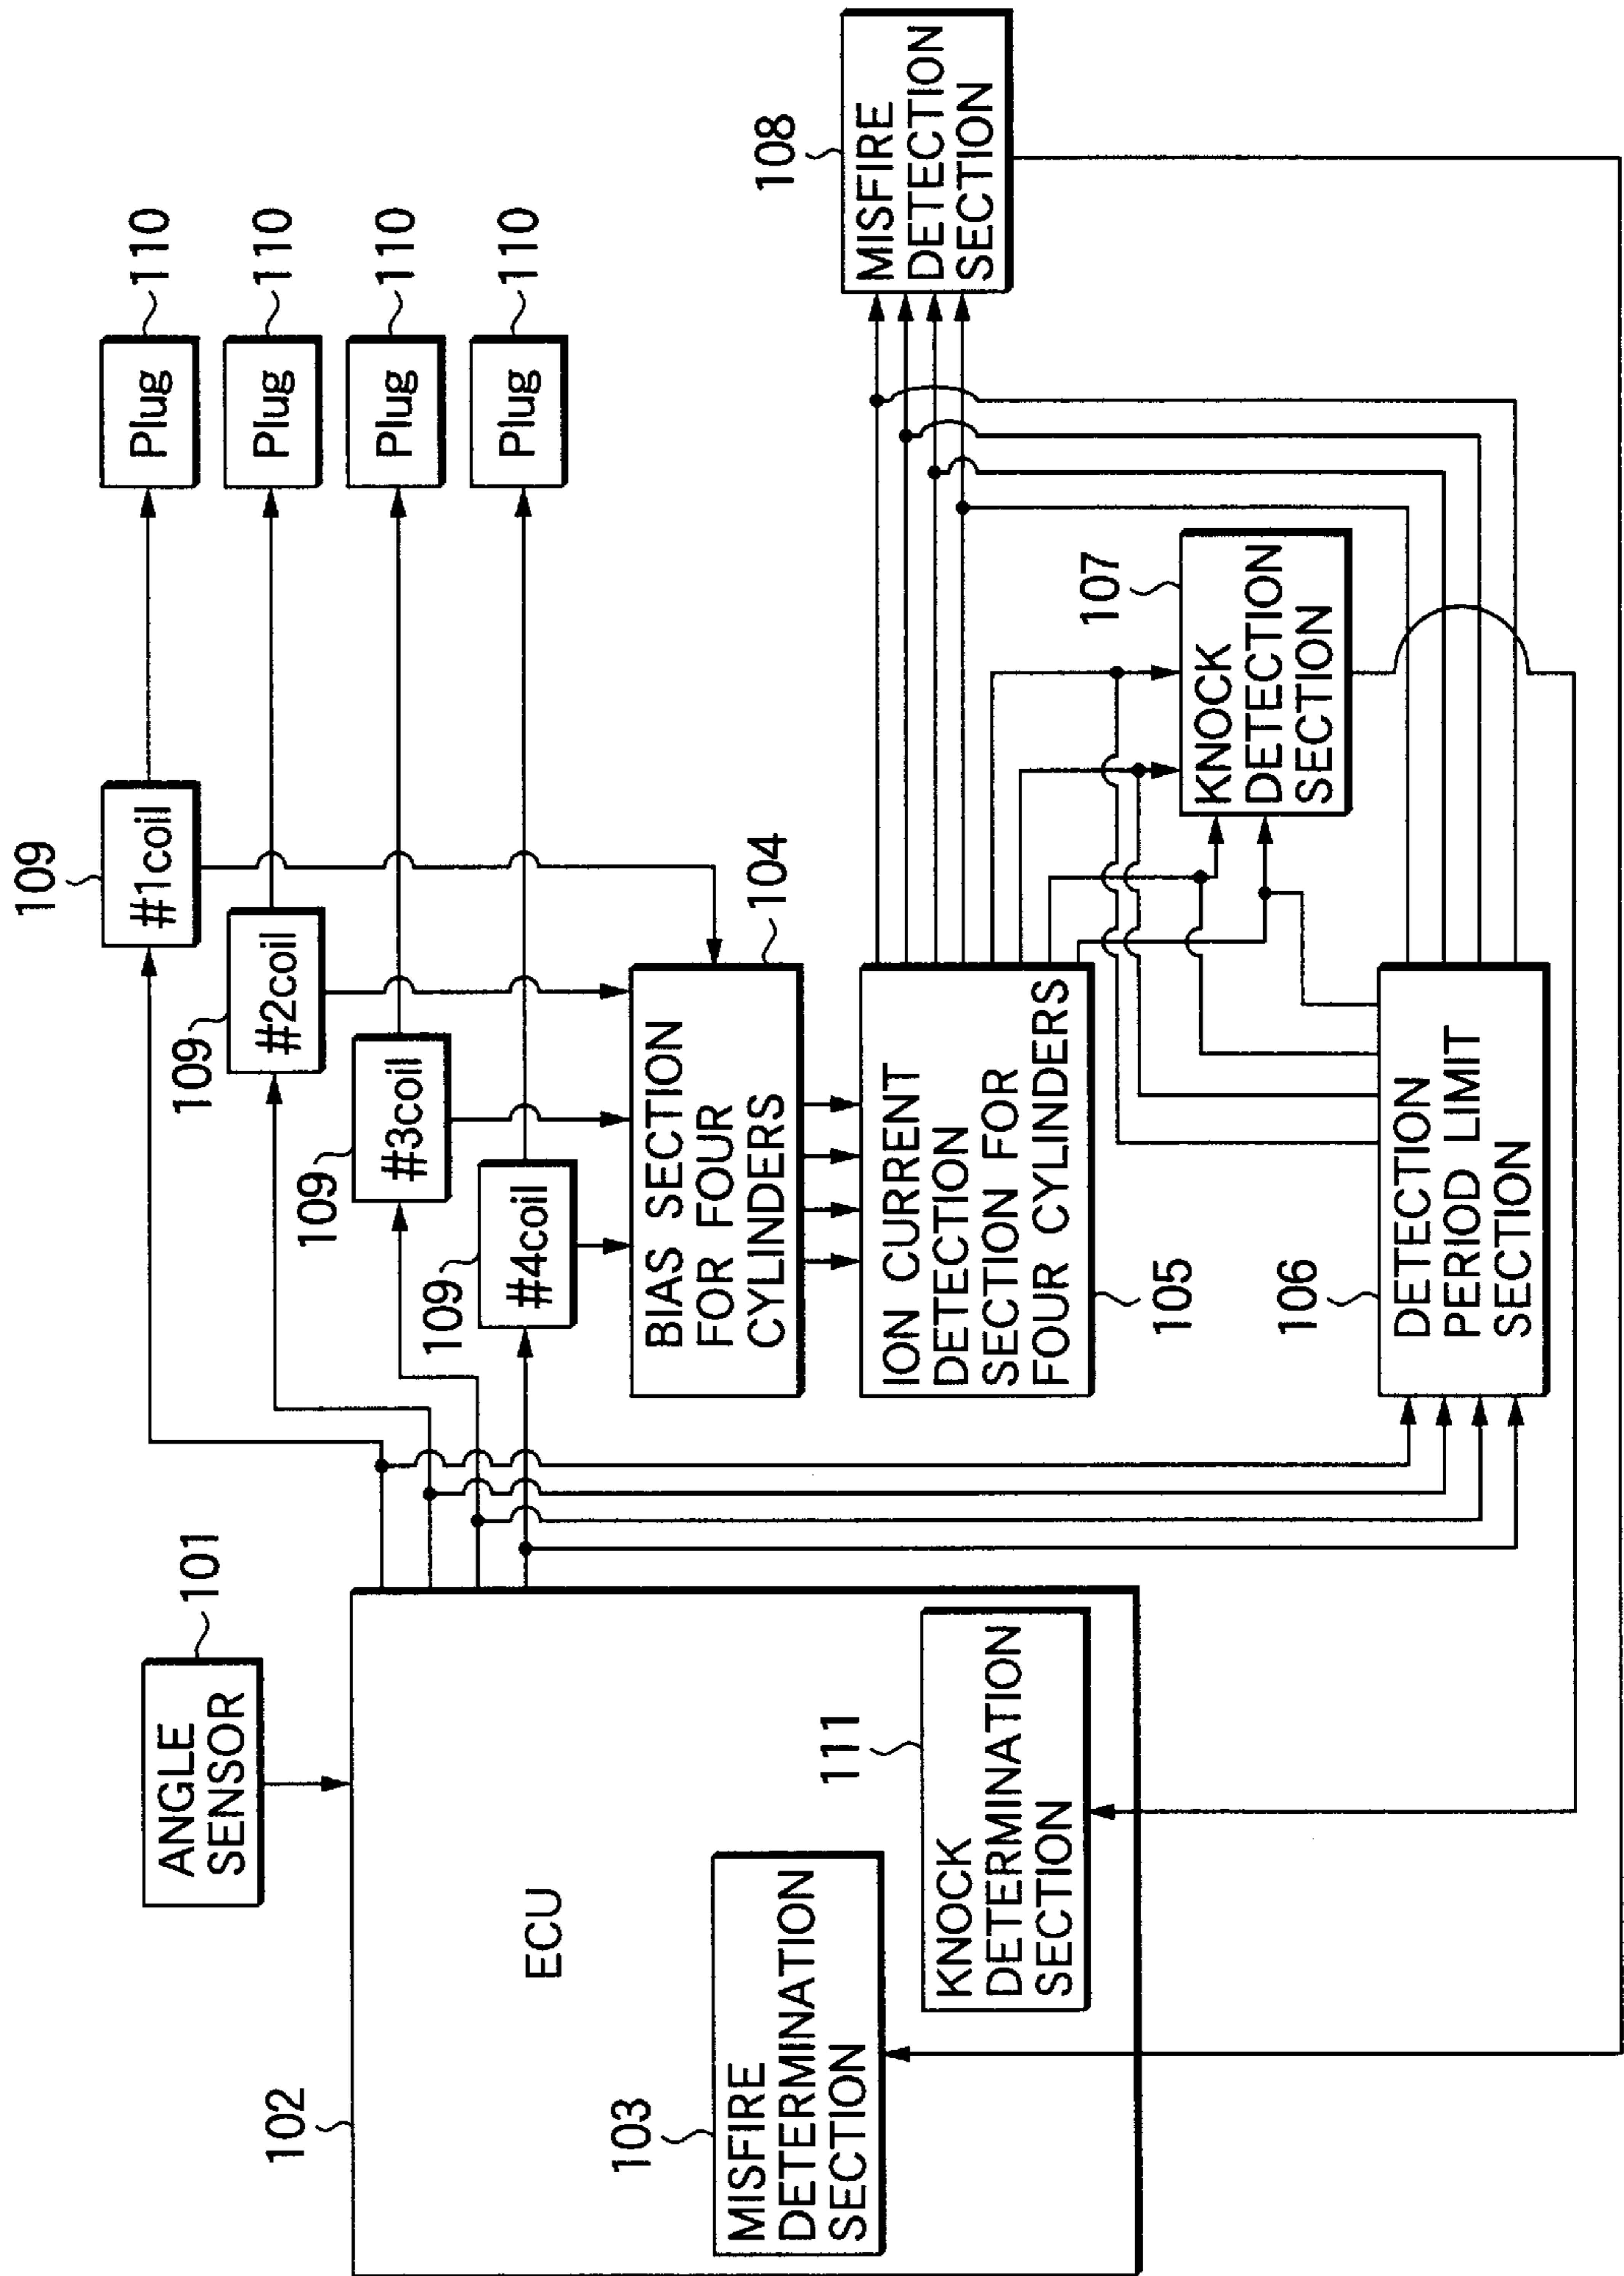 101
ANGLE
SENSOR
102
ECU
103
MISFIRE
DETERMINATION
SECTION
111
KNOCK
DETERMINATION
SECTION
109
#1coil
109
#2coil
109
#3coil
109
#4coil
Plug
110
Plug
110
Plug
110
Plug
110
104
BIAS SECTION
FOR FOUR
CYLINDERS
ION CURRENT
DETECTION
SECTION FOR
FOUR CYLINDERS
105
106
DETECTION
PERIOD LIMIT
SECTION
107
KNOCK
DETECTION
SECTION
108
MISFIRE
DETECTION
SECTION